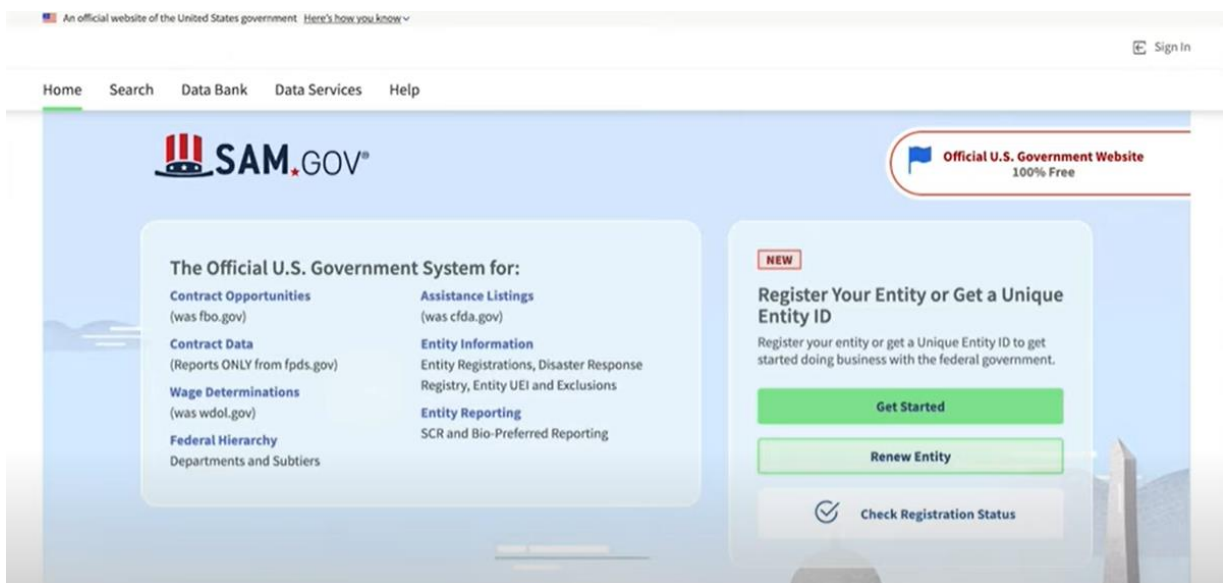 An official website of the United States government Here's how you know
Sign In
Home Search Data Bank Data Services Help
SAM.GOV®
Official U.S. Government Website
100% Free
The Official U.S. Government System for:
Contract Opportunities
(was fbo.gov)
Contract Data
(Reports ONLY from fpds.gov)
Wage Determinations
(was wdol.gov)
Federal Hierarchy
Departments and Subtiers
Assistance Listings
(was cfda.gov)
Entity Information
Entity Registrations, Disaster Response
Registry, Entity UEI and Exclusions
Entity Reporting
SCR and Bio-Preferred Reporting
NEW
Register Your Entity or Get a Unique
Entity ID
Register your entity or get a Unique Entity ID to get
started doing business with the federal government.
Get Started
Renew Entity
Check Registration Status